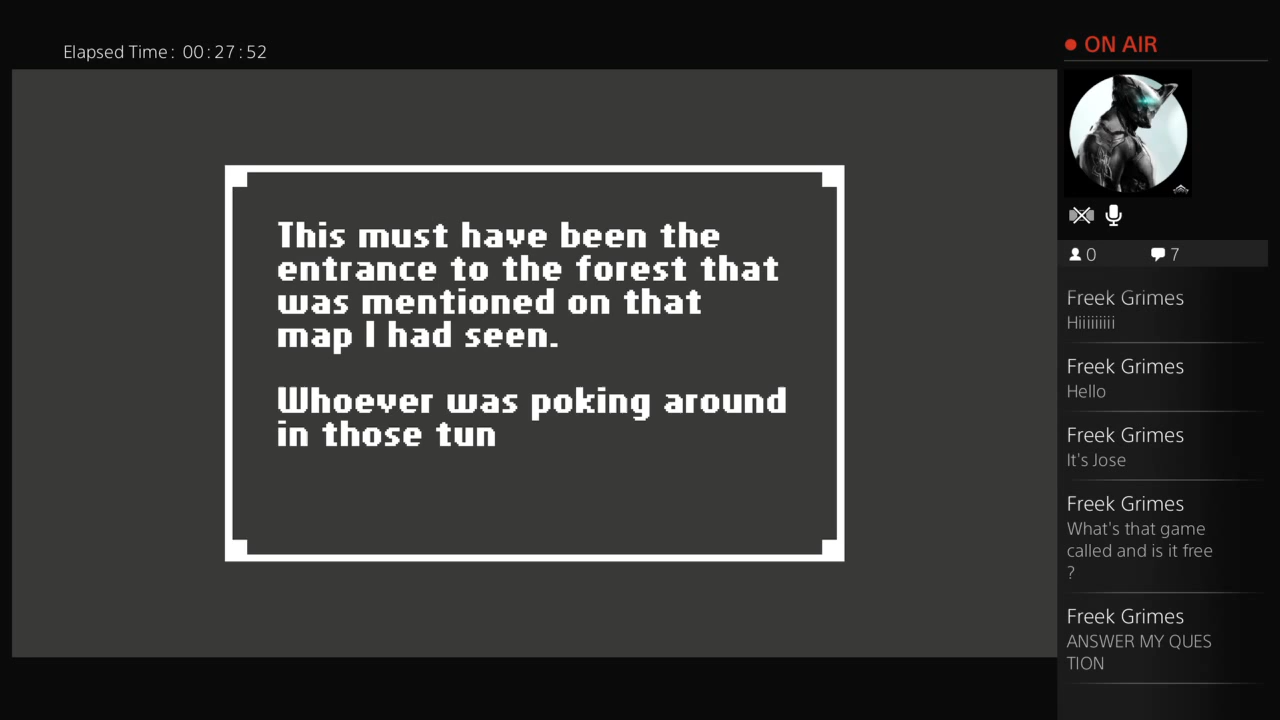 Elapsed Time: 00:27:52
This must have been the
entrance to the forest that
was mentioned on that
map I had seen.
Whoever was poking around
in those tun
ON AIR
0
7
Freek Grimes
Hiiiiiiiii
Freek Grimes
Hello
Freek Grimes
It's Jose
Freek Grimes
What's that game
called and is it free
?
Freek Grimes
ANSWER MY QUES
TION